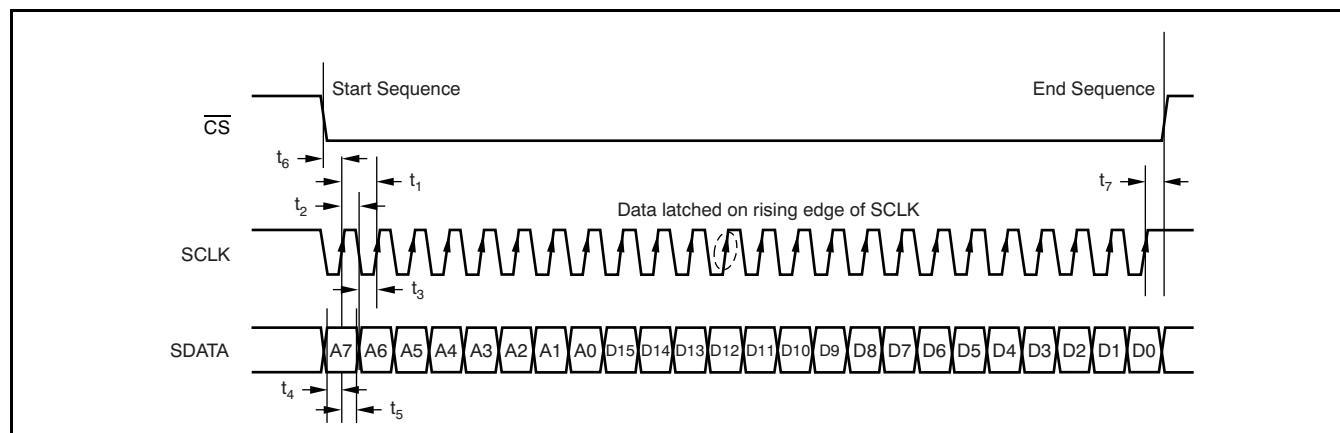 Start Sequence
End Sequence
CS
t6
t1
t7
t2
Data latched on rising edge of SCLK
SCLK
t3
SDATA
A7 A6 A5 A4 A3 A2 A1 A0 D15 D14 D13 D12 D11 D10 D9 D8 D7 D6 D5 D4 D3 D2 D1 D0
t4
t5